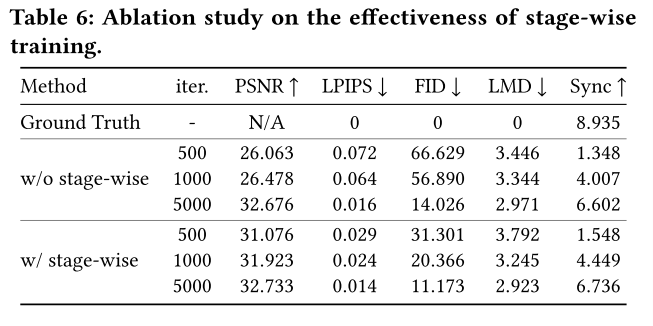 Table 6: Ablation study on the effectiveness of stage-wise
training.
Method iter. PSNR ↑ LPIPS ↓ FID ↓ LMD ↓ Sync ↑
Ground Truth - N/A 0 0 0 8.935
500 26.063 0.072 66.629 3.446 1.348
w/o stage-wise 1000 26.478 0.064 56.890 3.344 4.007
5000 32.676 0.016 14.026 2.971 6.602
500 31.076 0.029 31.301 3.792 1.548
w/ stage-wise 1000 31.923 0.024 20.366 3.245 4.449
5000 32.733 0.014 11.173 2.923 6.736